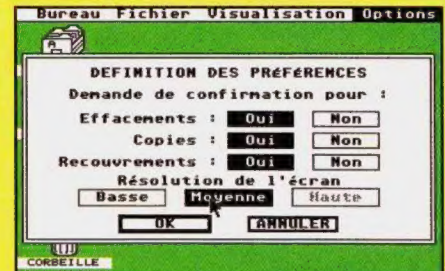 Bureau Fichier Visualisation Options
A
DEFINITION DES PRéFéRENCES
Demande de confirmation pour :
Effacements : Oui Non
Copies : Oui Non
Recouvrements : Oui Non
Résolution de l'écran
Basse Moyenne Haute
OK ANNULER
CORBEILLE